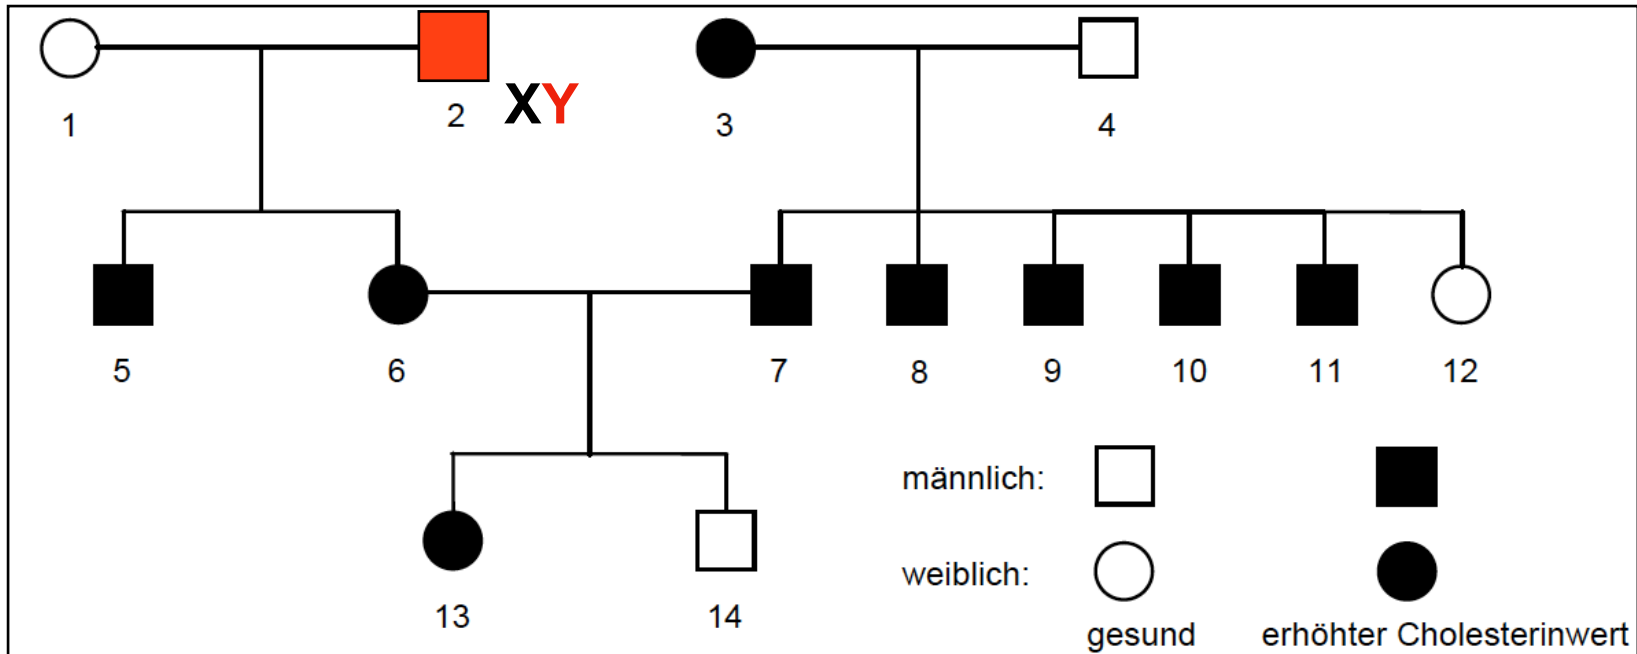 1 2 XY 3 4
5 6 7 8 9 10 11 12
männlich:
weiblich:
13 14
gesund erhöhter Cholesterinwert